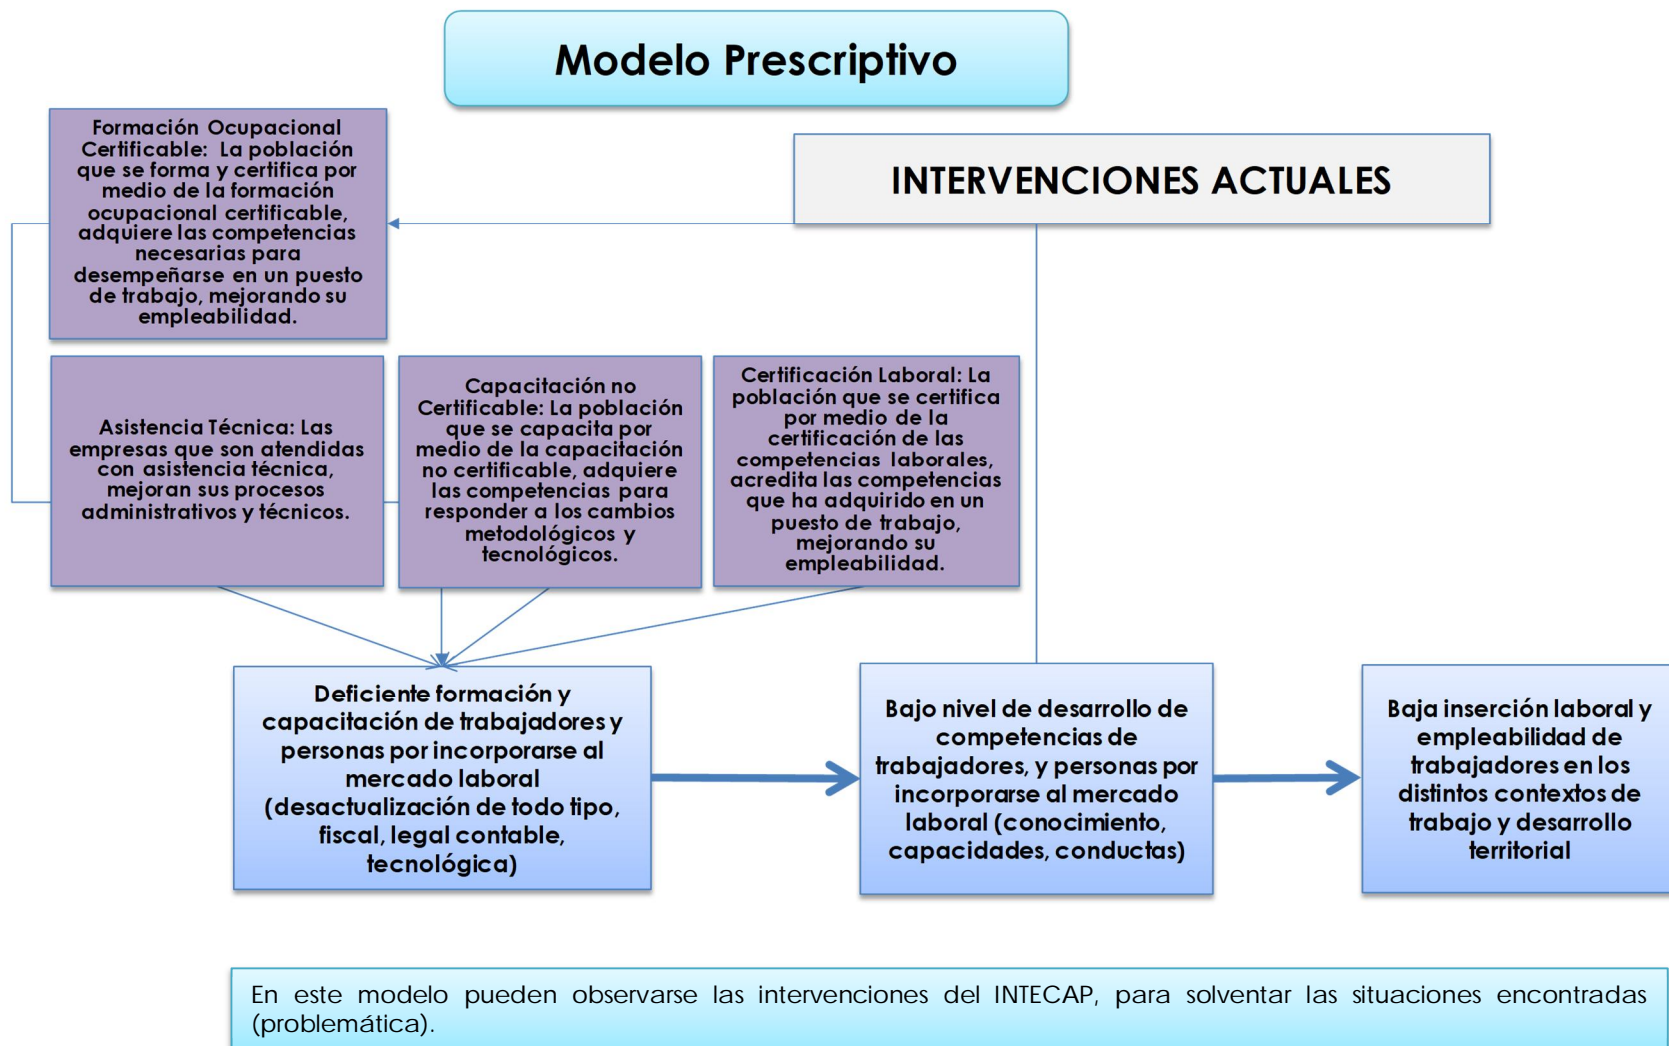 Modelo Prescriptivo
Formación Ocupacional
Certificable: La población
que se forma y certifica por
medio de la formación
ocupacional certificable,
adquiere las competencias
necesarias para
desempeñarse en un puesto
de trabajo, mejorando su
empleabilidad.
INTERVENCIONES ACTUALES
Asistencia Técnica: Las
empresas que son atendidas
con asistencia técnica,
mejoran sus procesos
administrativos y técnicos.
Capacitación no
Certificable: La población
que se capacita por
medio de la capacitación
no certificable, adquiere
las competencias para
responder a los cambios
metodológicos y
tecnológicos.
Certificación Laboral: La
población que se certifica
por medio de la
certificación de las
competencias laborales,
acredita las competencias
que ha adquirido en un
puesto de trabajo,
mejorando su
empleabilidad.
Deficiente formación y
capacitación de trabajadores y
personas por incorporarse al
mercado laboral
(desactualización de todo tipo,
fiscal, legal contable,
tecnológica)
Bajo nivel de desarrollo de
competencias de
trabajadores, y personas por
incorporarse al mercado
laboral (conocimiento,
capacidades, conductas)
Baja inserción laboral y
empleabilidad de
trabajadores en los
distintos contextos de
trabajo y desarrollo
territorial
En este modelo pueden observarse las intervenciones del INTECAP, para solventar las situaciones encontradas
(problemática).